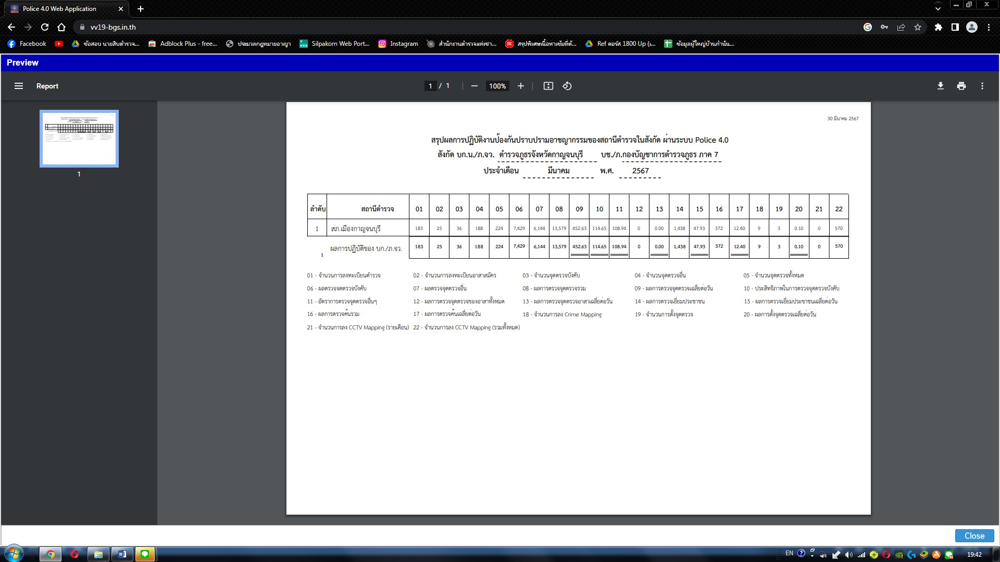 Police 4.0 Web Application
vv19-bgs.in.th
Facebook ข้อสอบ นายสิบตำรวจ... Adblock Plus - free... ประมวลกฎหมายอาญา Silpakorn Web Port... Instagram สำนักงานตำรวจแห่งชา... สรุปพิเศษเนื้อหาเข้มที่ต้... Ref คอร์ส 1800 Up (เ... ข้อมูลผู้ใหญ่บ้านกำนัน...
Preview
Report 1 / 1 100%
1
30 มีนาคม 2567
สรุปผลการปฏิบัติงานป้องกันปราบปรามอาชญากรรมของสถานีตำรวจในสังกัด ผ่านระบบ Police 4.0
สังกัด บก.น./ภ.จว. ตำรวจภูธรจังหวัดกาญจนบุรี บช./ภ.กองบัญชาการตำรวจภูธร ภาค 7
ประจำเดือน มีนาคม พ.ศ. 2567
ลำดับ สถานีตำรวจ 01 02 03 04 05 06 07 08 09 10 11 12 13 14 15 16 17 18 19 20 21 22
1 สภ.เมืองกาญจนบุรี 183 25 36 188 224 7,429 6,144 13,579 452.63 114.65 108.94 0 0.00 1,438 47.93 372 12.40 9 3 0.10 0 570
1 ผลการปฏิบัติของ บก./ภ.จว. 183 25 36 188 224 7,429 6,144 13,579 452.63 114.65 108.94 0 0.00 1,438 47.93 372 12.40 9 3 0.10 0 570
01 - จำนวนการลงทะเบียนตำรวจ 02 - จำนวนการลงทะเบียนอาสาสมัคร 03 - จำนวนจุดตรวจบังคับ 04 - จำนวนจุดตรวจอื่น 05 - จำนวนจุดตรวจทั้งหมด
06 - ผลตรวจจุดตรวจบังคับ 07 - ผลตรวจจุดตรวจอื่น 08 - ผลการตรวจจุดตรวจรวม 09 - ผลการตรวจจุดตรวจเฉลี่ยต่อวัน 10 - ประสิทธิภาพในการตรวจจุดตรวจบังคับ
11 - อัตราการตรวจจุดตรวจอื่นๆ 12 - ผลการตรวจจุดตรวจของอาสาทั้งหมด 13 - ผลการตรวจจุดตรวจอาสาเฉลี่ยต่อวัน 14 - ผลการตรวจเยี่ยมประชาชน 15 - ผลการตรวจเยี่ยมประชาชนเฉลี่ยต่อวัน
16 - ผลการตรวจค้นรวม 17 - ผลการตรวจค้นเฉลี่ยต่อวัน 18 - จำนวนการลง Crime Mapping 19 - จำนวนการตั้งจุดตรวจ 20 - ผลการตั้งจุดตรวจเฉลี่ยต่อวัน
21 - จำนวนการลง CCTV Mapping (รายเดือน) 22 - จำนวนการลง CCTV Mapping (รวมทั้งหมด)
Close
EN 19:42